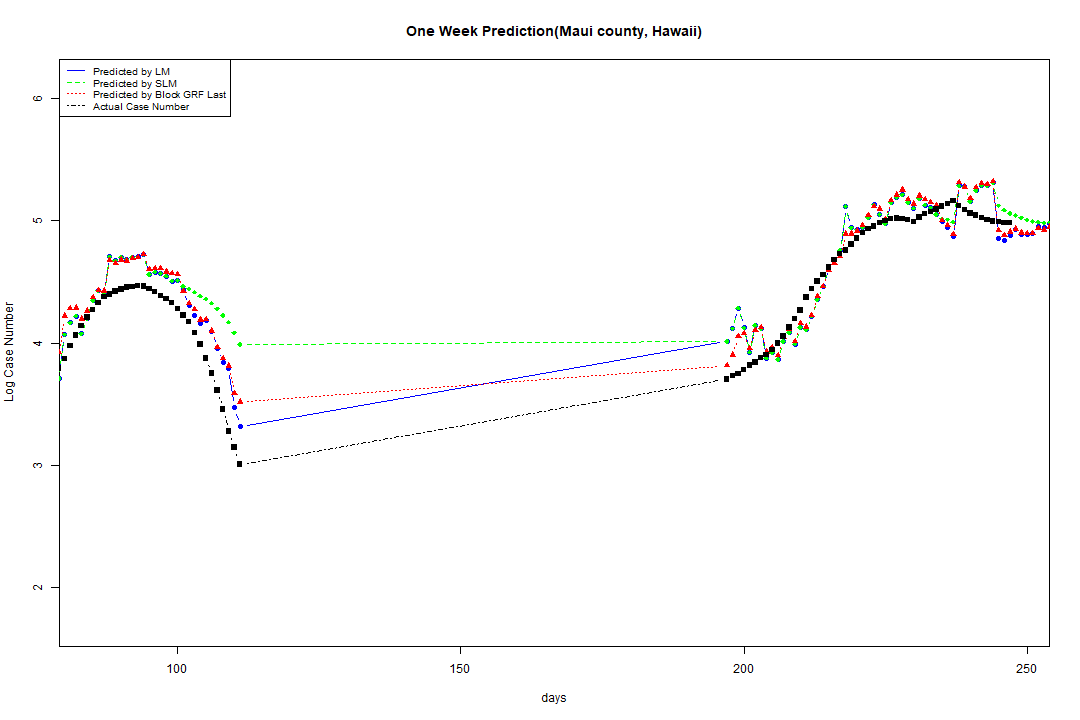 One Week Prediction(Maui county, Hawaii)
Predicted by LM
Predicted by SLM
Predicted by Block GRF Last
Actual Case Number
6
5
4
3
2
Log Case Number
100 150 200 250
days